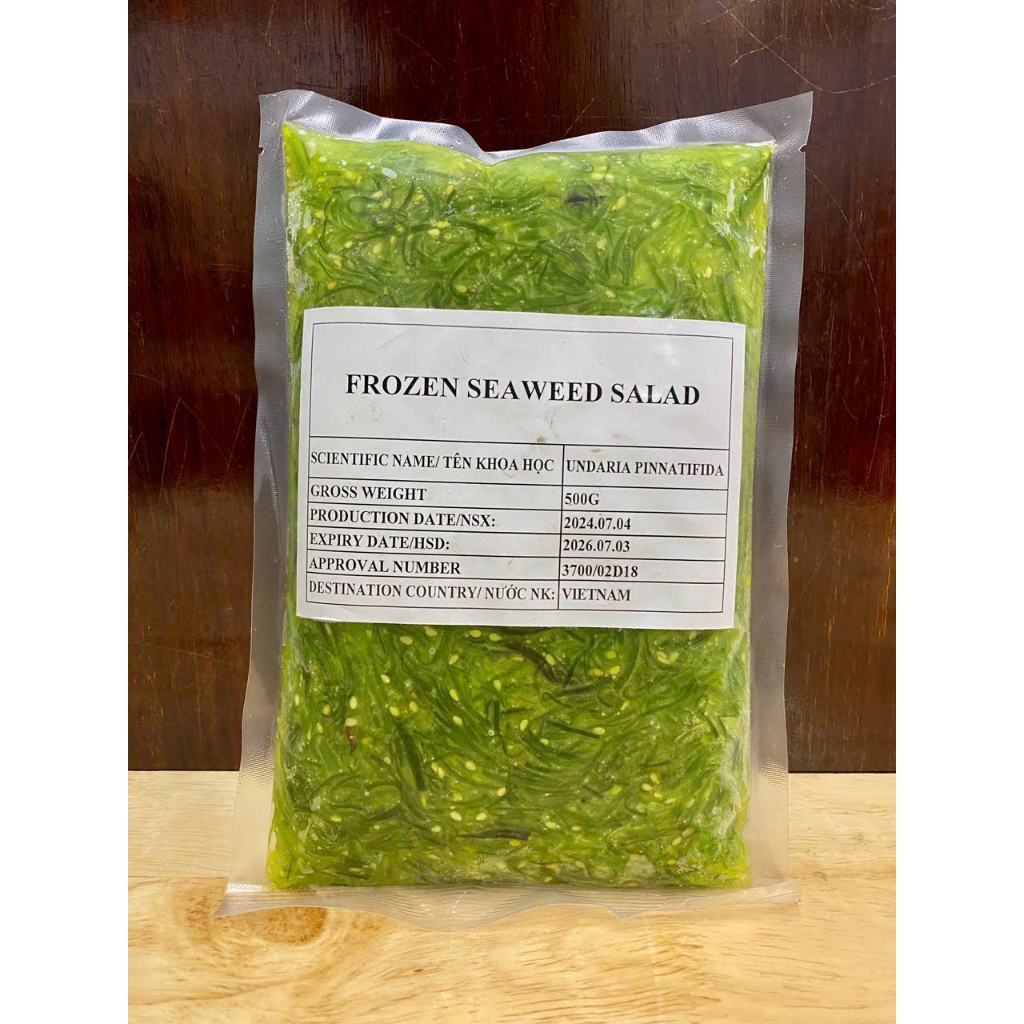 FROZEN SEAWEED SALAD
SCIENTIFIC NAME/ TÊN KHOA HỌC UNDARIA PINNATIFIDA
GROSS WEIGHT 500G
PRODUCTION DATE/NSX: 2024.07.04
EXPIRY DATE/HSD: 2026.07.03
APPROVAL NUMBER 3700/02D18
DESTINATION COUNTRY/ NƯỚC NK: VIETNAM